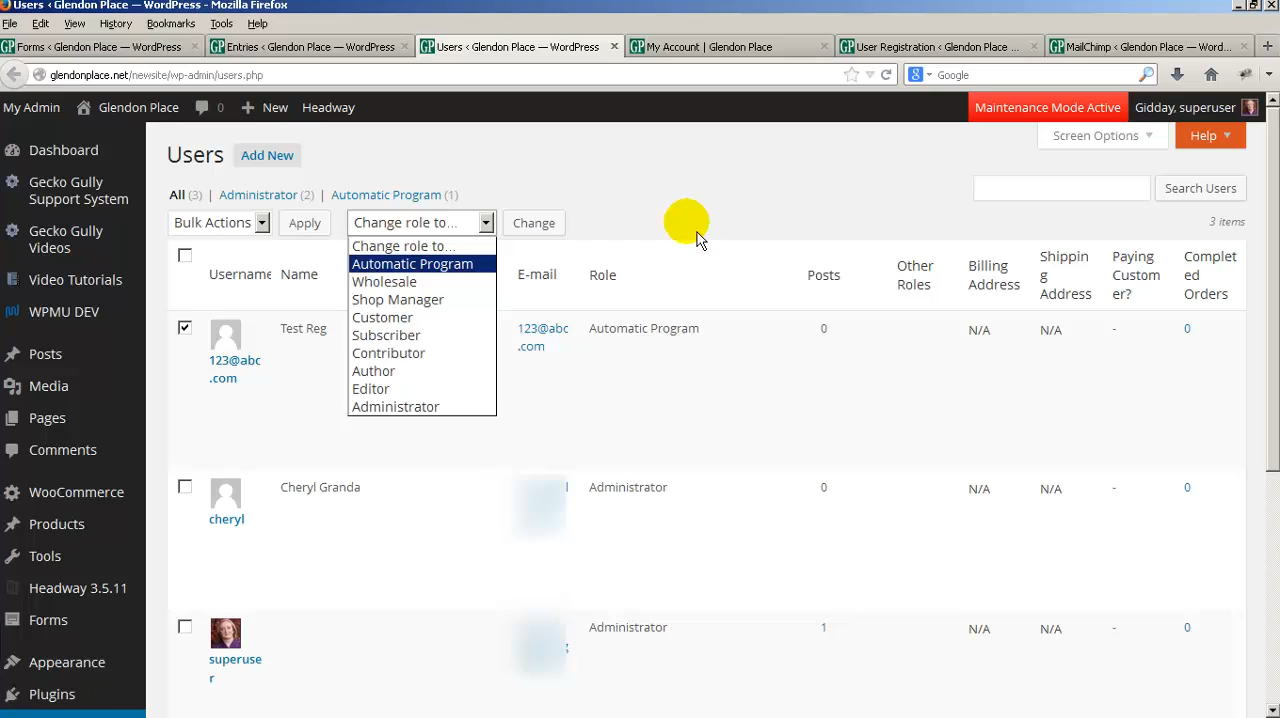 Users ‹ Glendon Place — WordPress - Mozilla Firefox
File Edit View History Bookmarks Tools Help
Forms ‹ Glendon Place — WordPress × Entries ‹ Glendon Place — WordPress × Users ‹ Glendon Place — WordPress × My Account | Glendon Place × User Registration ‹ Glendon Place ... × MailChimp ‹ Glendon Place — Word... × +
glendonplace.net/newsite/wp-admin/users.php Google
My Admin Glendon Place 0 + New Headway Maintenance Mode Active Gidday, superuser
Screen Options Help
Dashboard
Gecko Gully
Support System
Gecko Gully
Videos
Video Tutorials
WPMU DEV
Posts
Media
Pages
Comments
WooCommerce
Products
Tools
Headway 3.5.11
Forms
Appearance
Plugins
Users Add New
All (3) | Administrator (2) | Automatic Program (1)
Search Users
Bulk Actions Apply Change role to... Change
3 items
Change role to...
Automatic Program
Wholesale
Shop Manager
Customer
Subscriber
Contributor
Author
Editor
Administrator
Username Name E-mail Role Posts Other
Roles Billing
Address Shippin
g
Address Paying
Custom
er? Complet
ed
Orders
Test Reg 123@abc
.com Automatic Program 0 N/A N/A - 0
123@abc
.com
Cheryl Granda Administrator 0 N/A N/A - 0
cheryl
Administrator 1 N/A N/A - 0
superuse
r